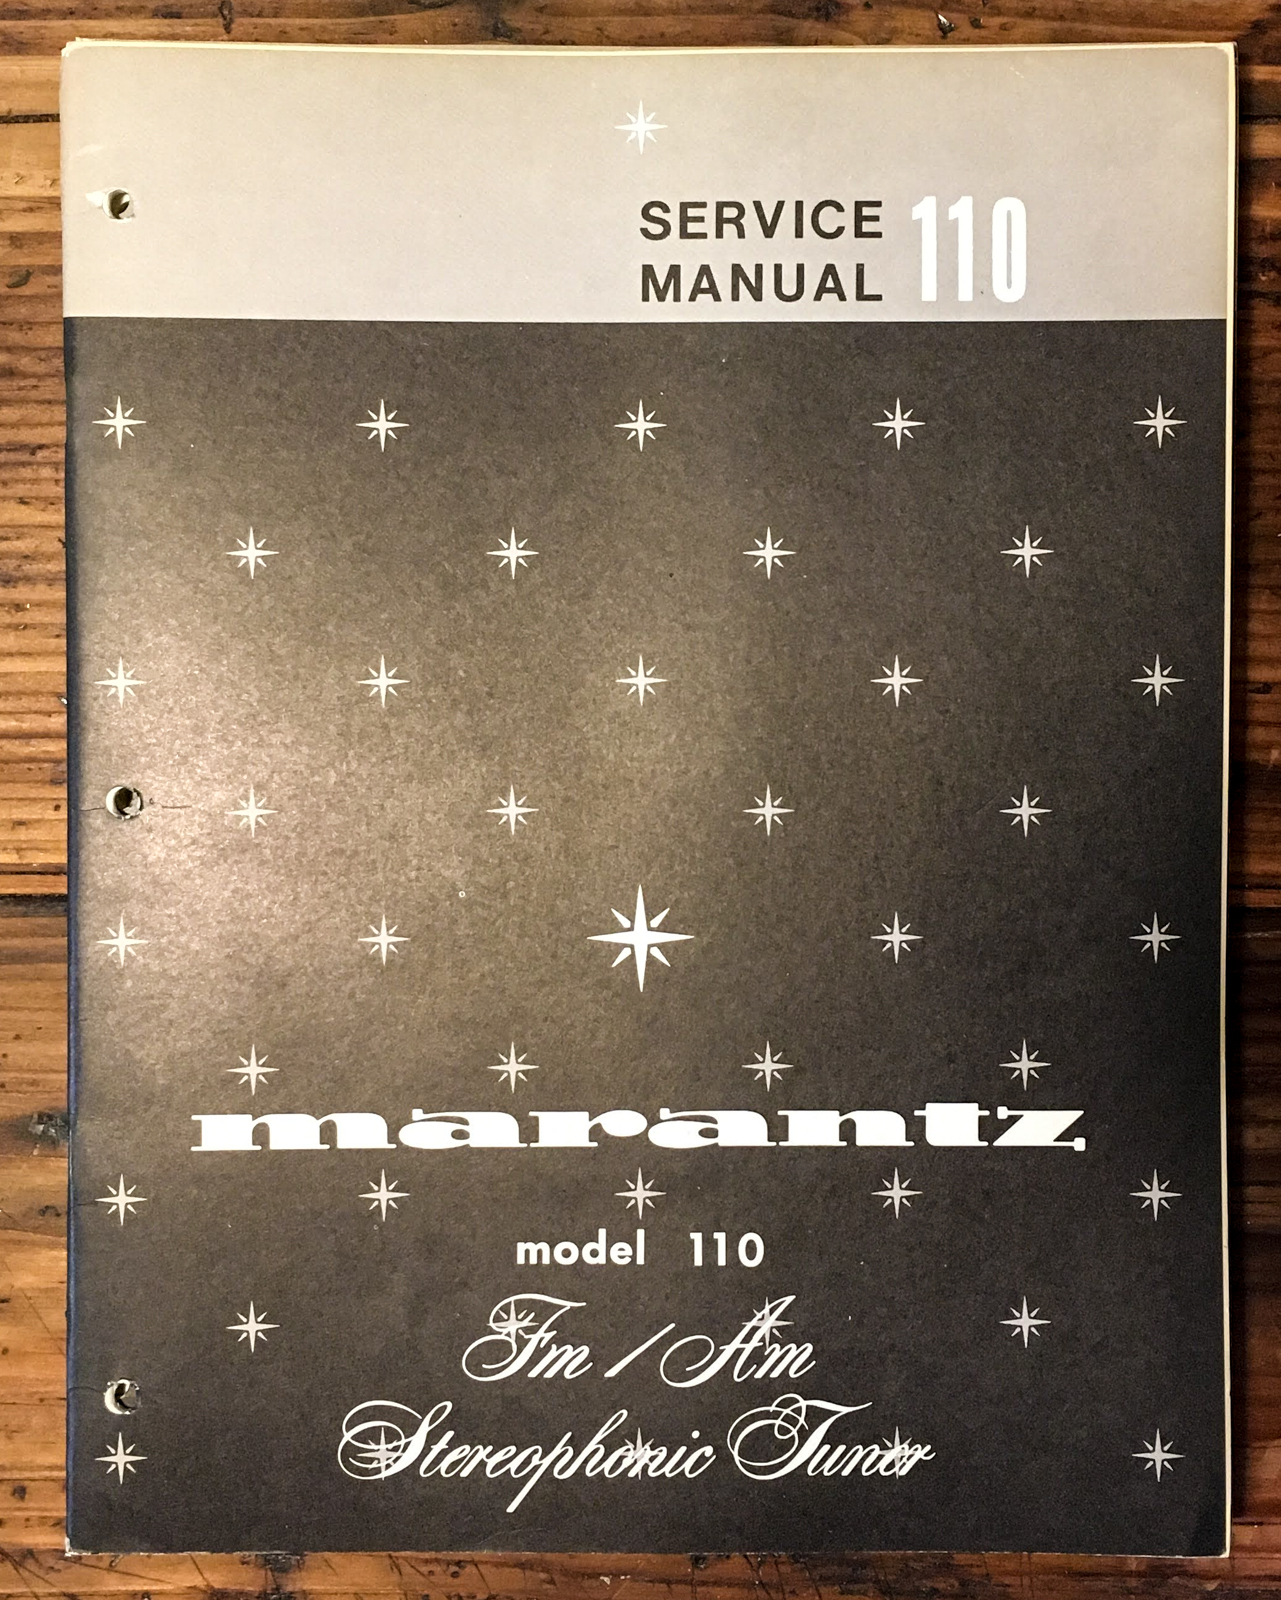 SERVICE 110
MANUAL
marantz
model 110
Fm / Am
Stereophonic Tuner